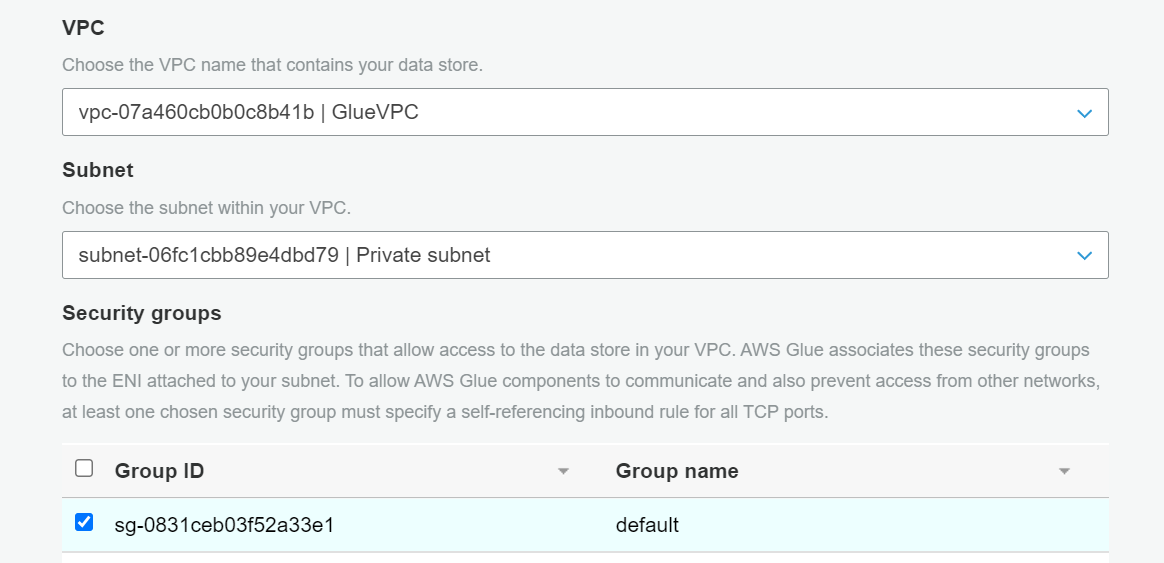 VPC
Choose the VPC name that contains your data store.
vpc-07a460cb0b0c8b41b | GlueVPC
Subnet
Choose the subnet within your VPC.
subnet-06fc1cbb89e4dbd79 | Private subnet
Security groups
Choose one or more security groups that allow access to the data store in your VPC. AWS Glue associates these security groups
to the ENI attached to your subnet. To allow AWS Glue components to communicate and also prevent access from other networks,
at least one chosen security group must specify a self-referencing inbound rule for all TCP ports.
Group ID Group name
sg-0831ceb03f52a33e1 default